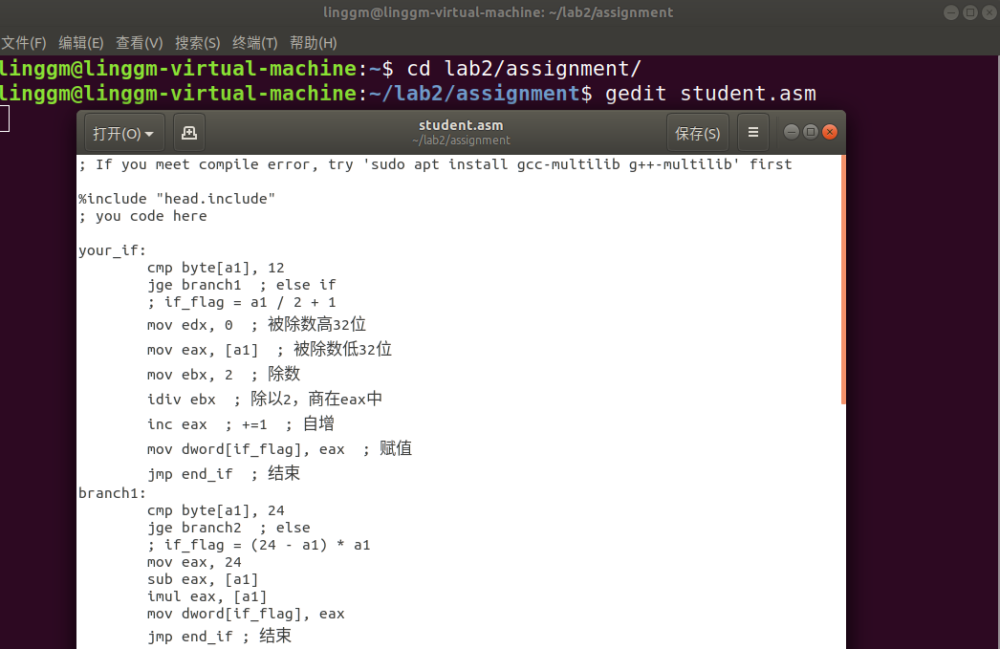 linggm@linggm-virtual-machine: ~/lab2/assignment
文件(F) 编辑(E) 查看(V) 搜索(S) 终端(T) 帮助(H)
linggm@linggm-virtual-machine:~$ cd lab2/assignment/
linggm@linggm-virtual-machine:~/lab2/assignment$ gedit student.asm
打开(O) student.asm 保存(S)
~/lab2/assignment
; If you meet compile error, try 'sudo apt install gcc-multilib g++-multilib' first
%include "head.include"
; you code here
your_if:
cmp byte[a1], 12
jge branch1 ; else if
; if_flag = a1 / 2 + 1
mov edx, 0 ; 被除数高32位
mov eax, [a1] ; 被除数低32位
mov ebx, 2 ; 除数
idiv ebx ; 除以2，商在eax中
inc eax ; +=1 ; 自增
mov dword[if_flag], eax ; 赋值
jmp end_if ; 结束
branch1:
cmp byte[a1], 24
jge branch2 ; else
; if_flag = (24 - a1) * a1
mov eax, 24
sub eax, [a1]
imul eax, [a1]
mov dword[if_flag], eax
jmp end_if ; 结束